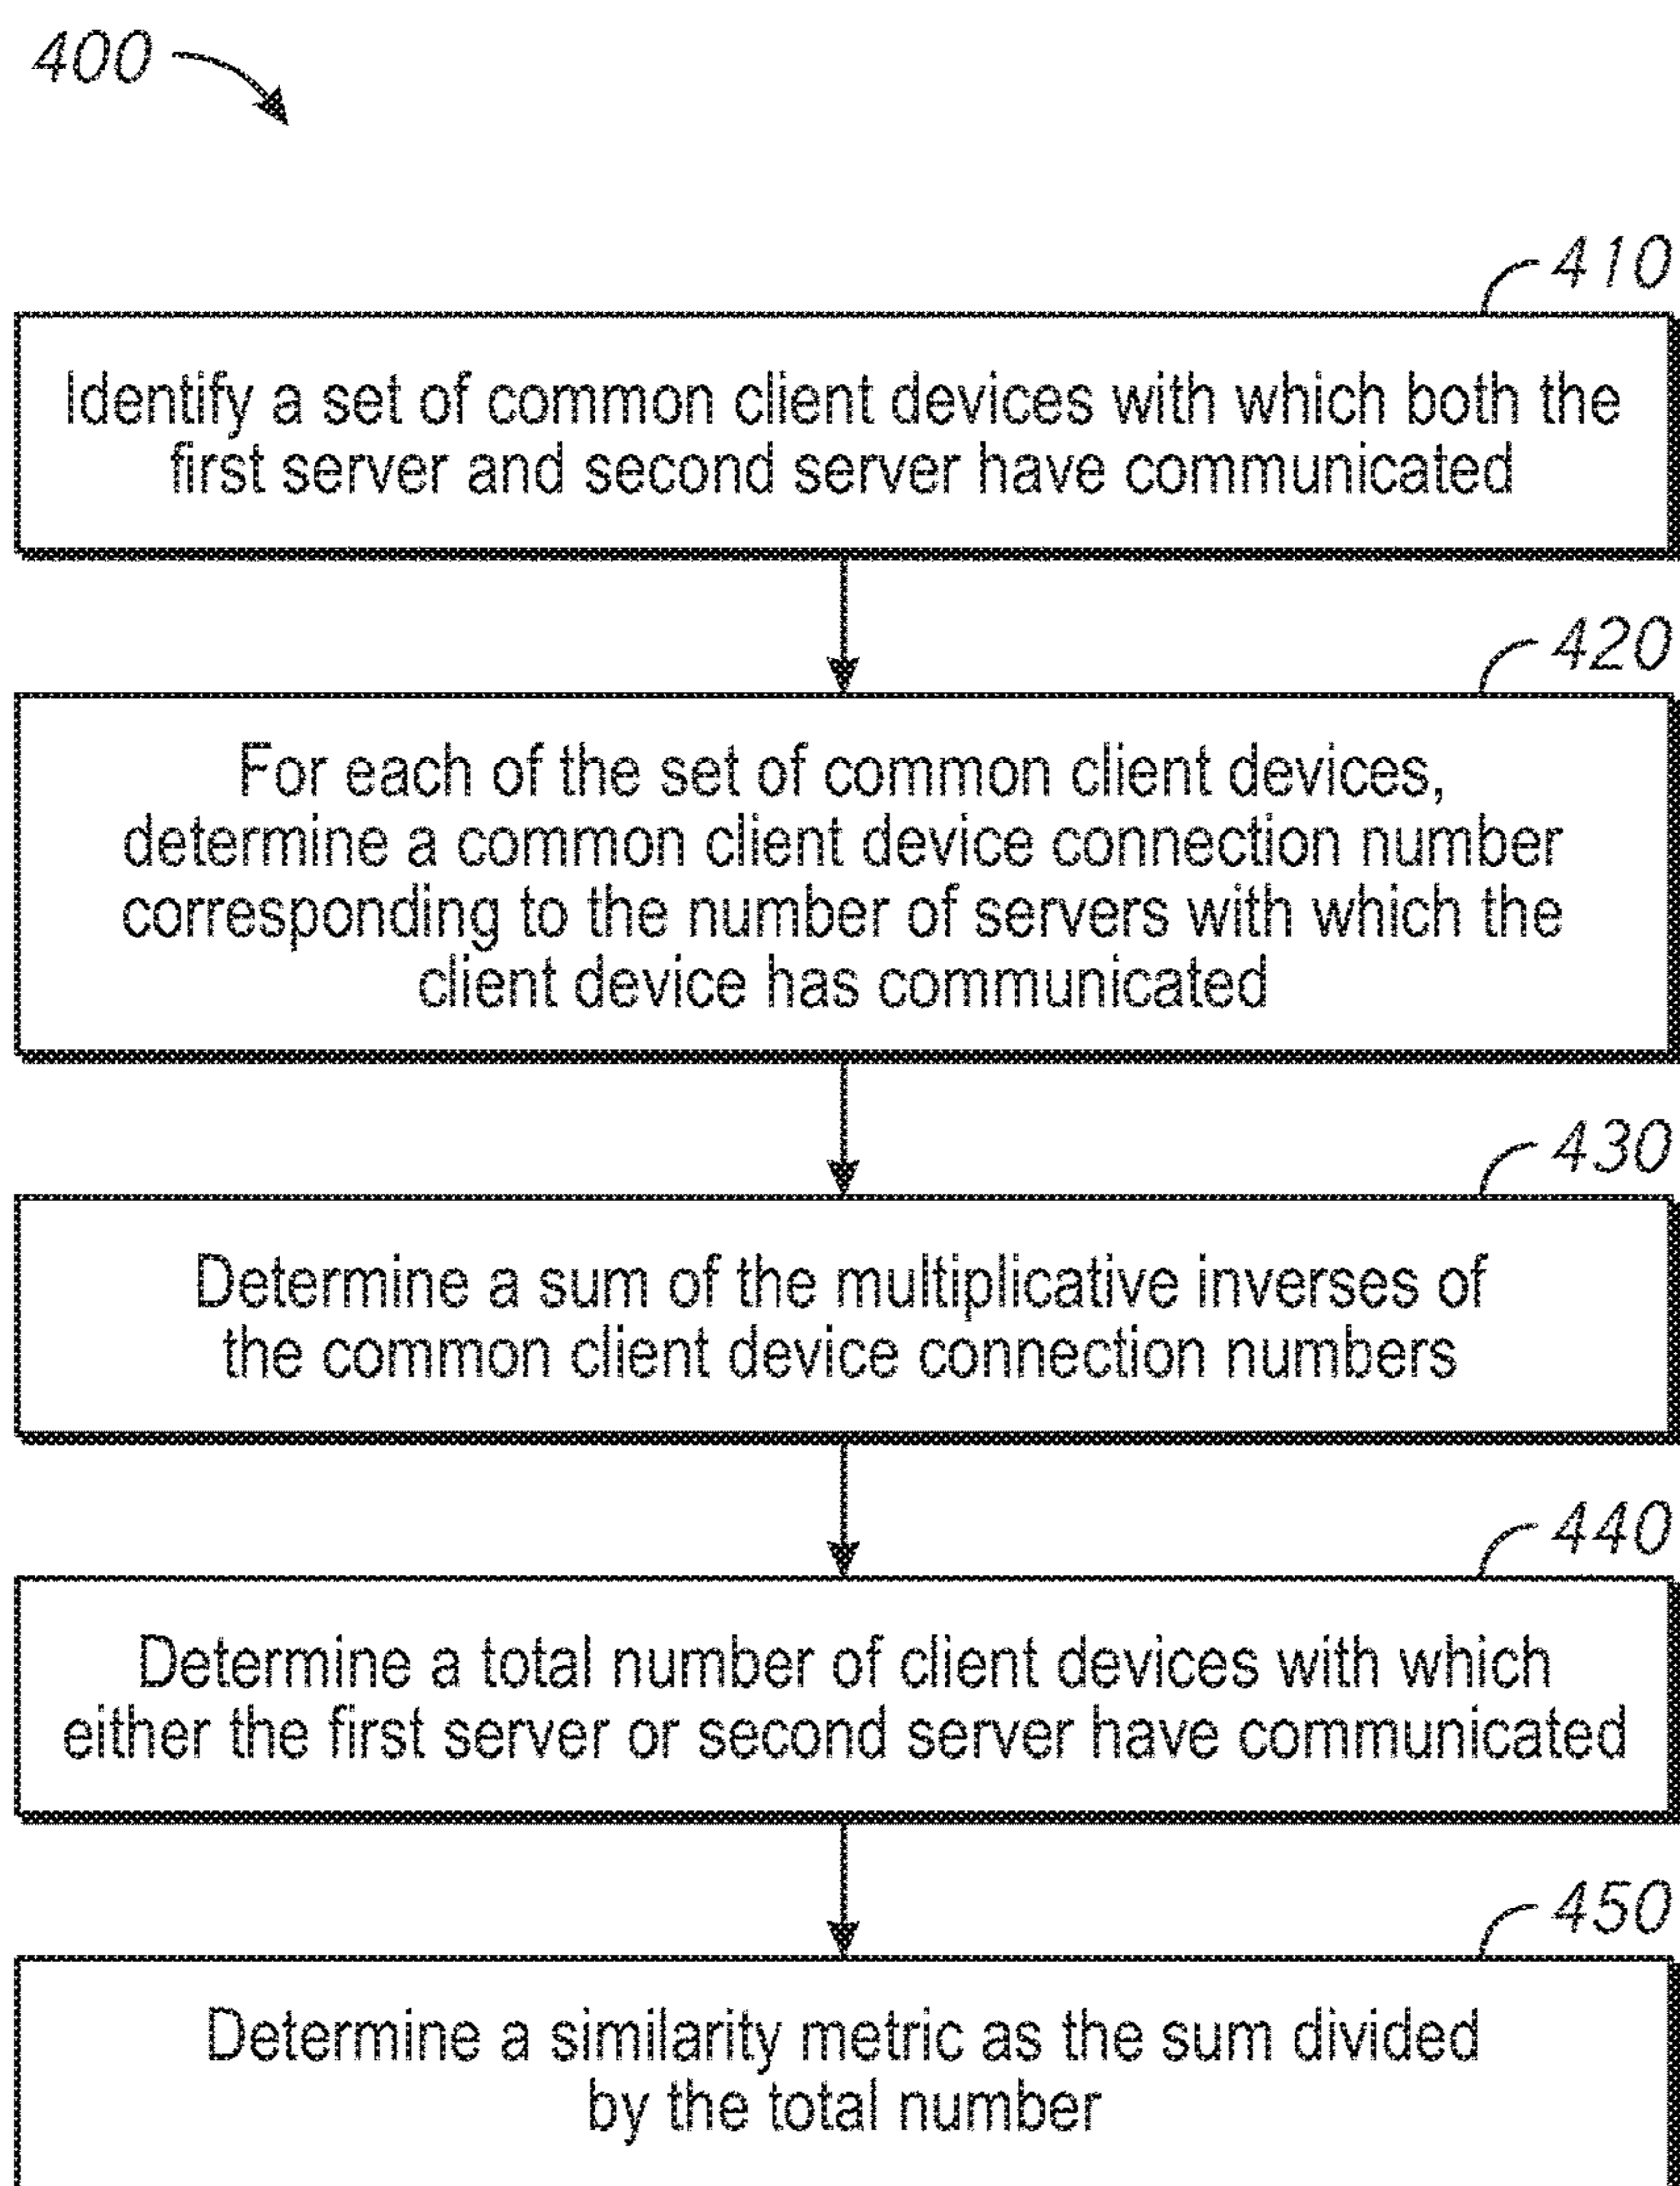 400
410
Identify a set of common client devices with which both the
first server and second server have communicated
420
For each of the set of common client devices,
determine a common client device connection number
corresponding to the number of servers with which the
client device has communicated
430
Determine a sum of the multiplicative inverses of
the common client device connection numbers
440
Determine a total number of client devices with which
either the first server or second server have communicated
450
Determine a similarity metric as the sum divided
by the total number